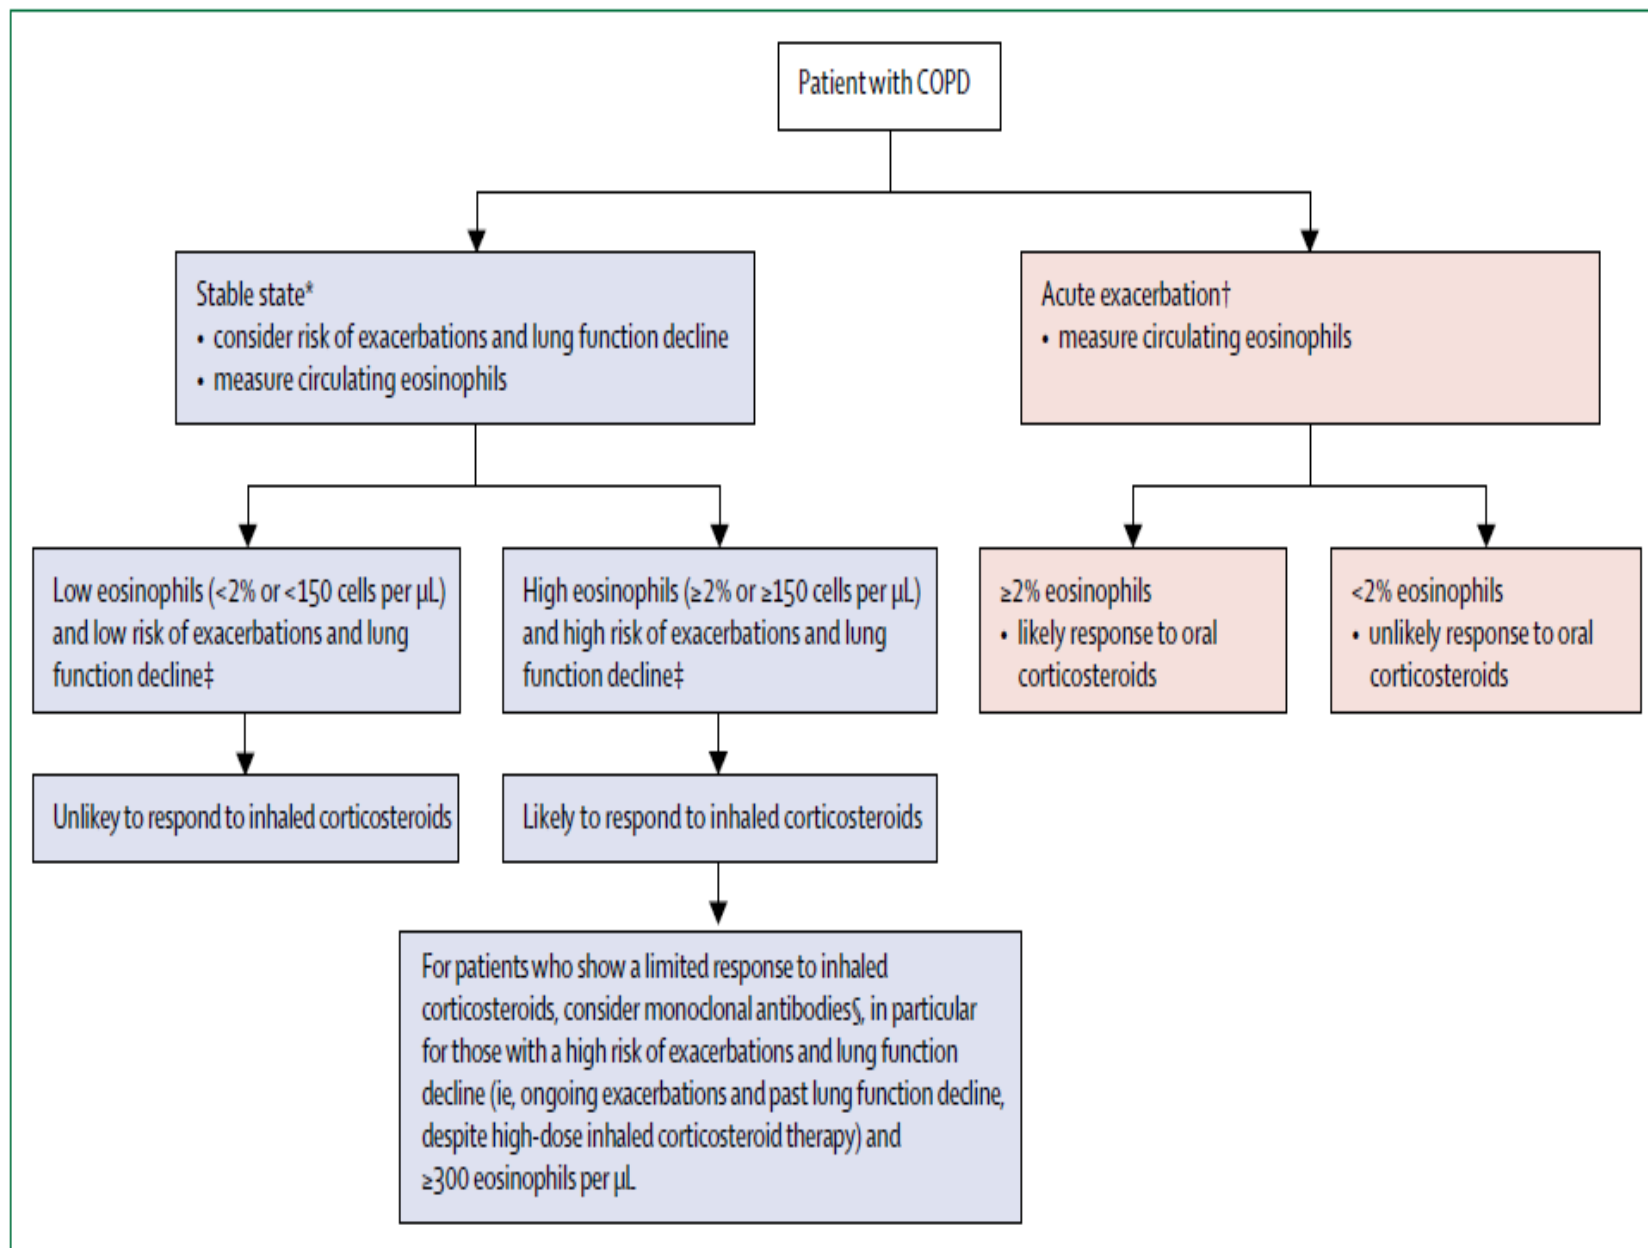 Patient with COPD
Stable state*
• consider risk of exacerbations and lung function decline
• measure circulating eosinophils
Acute exacerbation†
• measure circulating eosinophils
Low eosinophils (<2% or <150 cells per µL)
and low risk of exacerbations and lung
function decline‡
High eosinophils (≥2% or ≥150 cells per µL)
and high risk of exacerbations and lung
function decline‡
≥2% eosinophils
• likely response to oral
corticosteroids
<2% eosinophils
• unlikely response to oral
corticosteroids
Unlikey to respond to inhaled corticosteroids
Likely to respond to inhaled corticosteroids
For patients who show a limited response to inhaled
corticosteroids, consider monoclonal antibodies§, in particular
for those with a high risk of exacerbations and lung function
decline (ie, ongoing exacerbations and past lung function decline,
despite high-dose inhaled corticosteroid therapy) and
≥300 eosinophils per µL